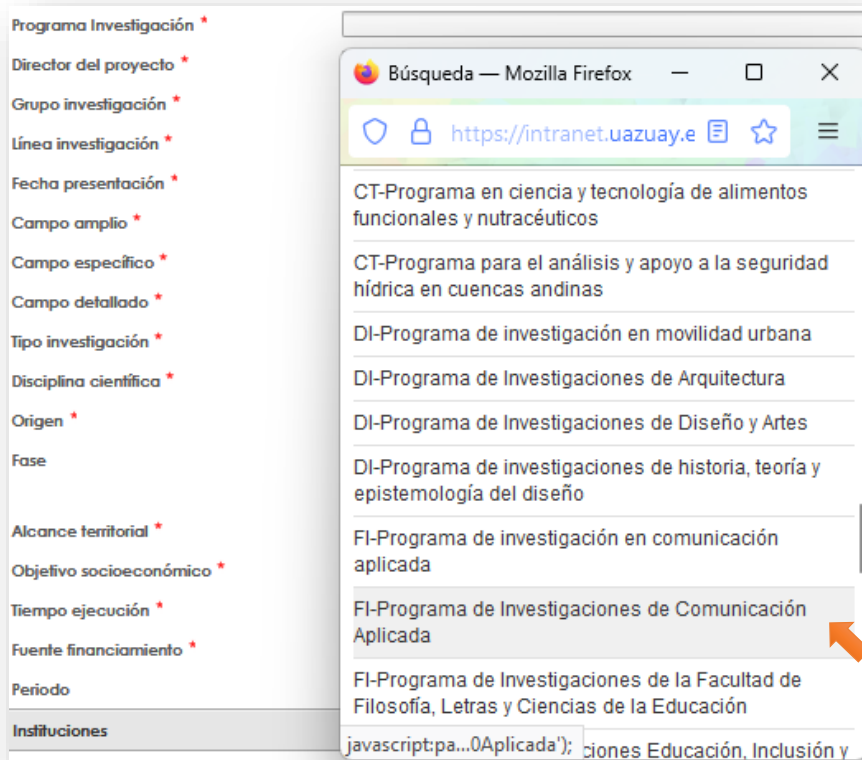 Programa Investigación *
Director del proyecto *
Grupo investigación *
Línea investigación *
Fecha presentación *
Campo amplio *
Campo específico *
Campo detallado *
Tipo investigación *
Disciplina científica *
Origen *
Fase
Alcance territorial *
Objetivo socioeconómico *
Tiempo ejecución *
Fuente financiamiento *
Periodo
Instituciones
Búsqueda — Mozilla Firefox
https://intranet.uazuay.e
CT-Programa en ciencia y tecnología de alimentos
funcionales y nutracéuticos
CT-Programa para el análisis y apoyo a la seguridad
hídrica en cuencas andinas
DI-Programa de investigación en movilidad urbana
DI-Programa de Investigaciones de Arquitectura
DI-Programa de Investigaciones de Diseño y Artes
DI-Programa de investigaciones de historia, teoría y
epistemología del diseño
FI-Programa de investigación en comunicación
aplicada
FI-Programa de Investigaciones de Comunicación
Aplicada
FI-Programa de Investigaciones de la Facultad de
Filosofía, Letras y Ciencias de la Educación
javascript:pa...0Aplicada'); ciones Educación, Inclusión y